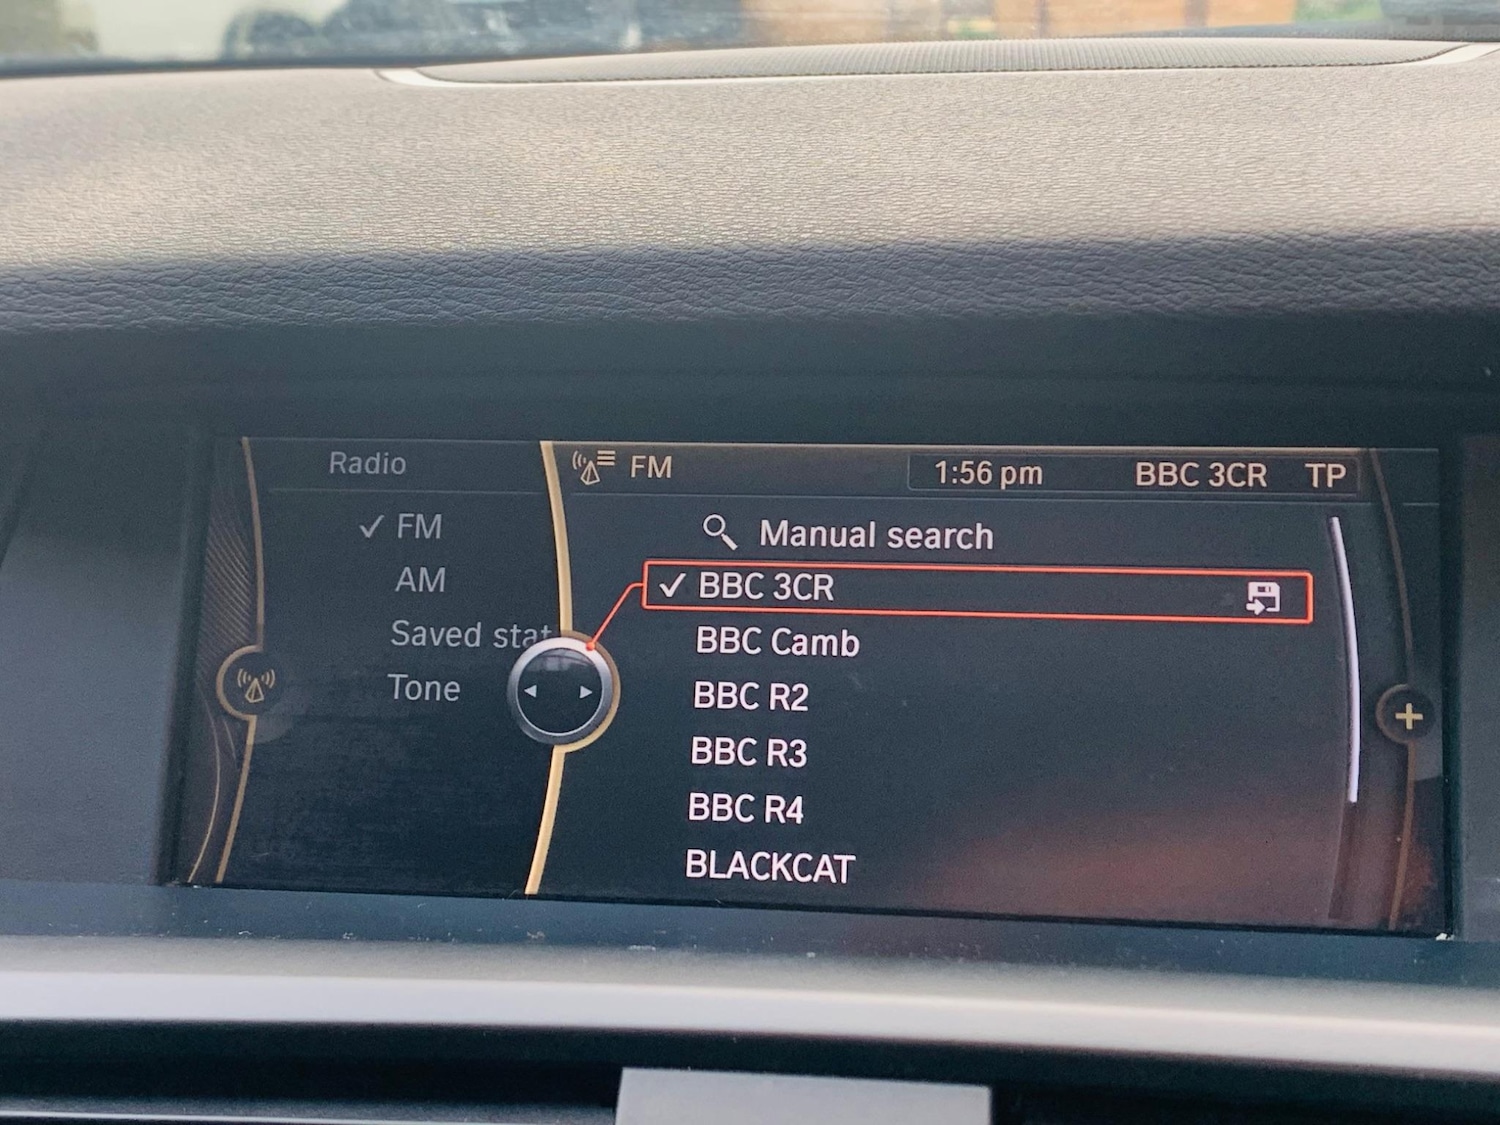 Radio
FM
AM
Saved stat
Tone
FM
1:56 pm
BBC 3CR TP
Manual search
BBC 3CR
BBC Camb
BBC R2
BBC R3
BBC R4
BLACKCAT